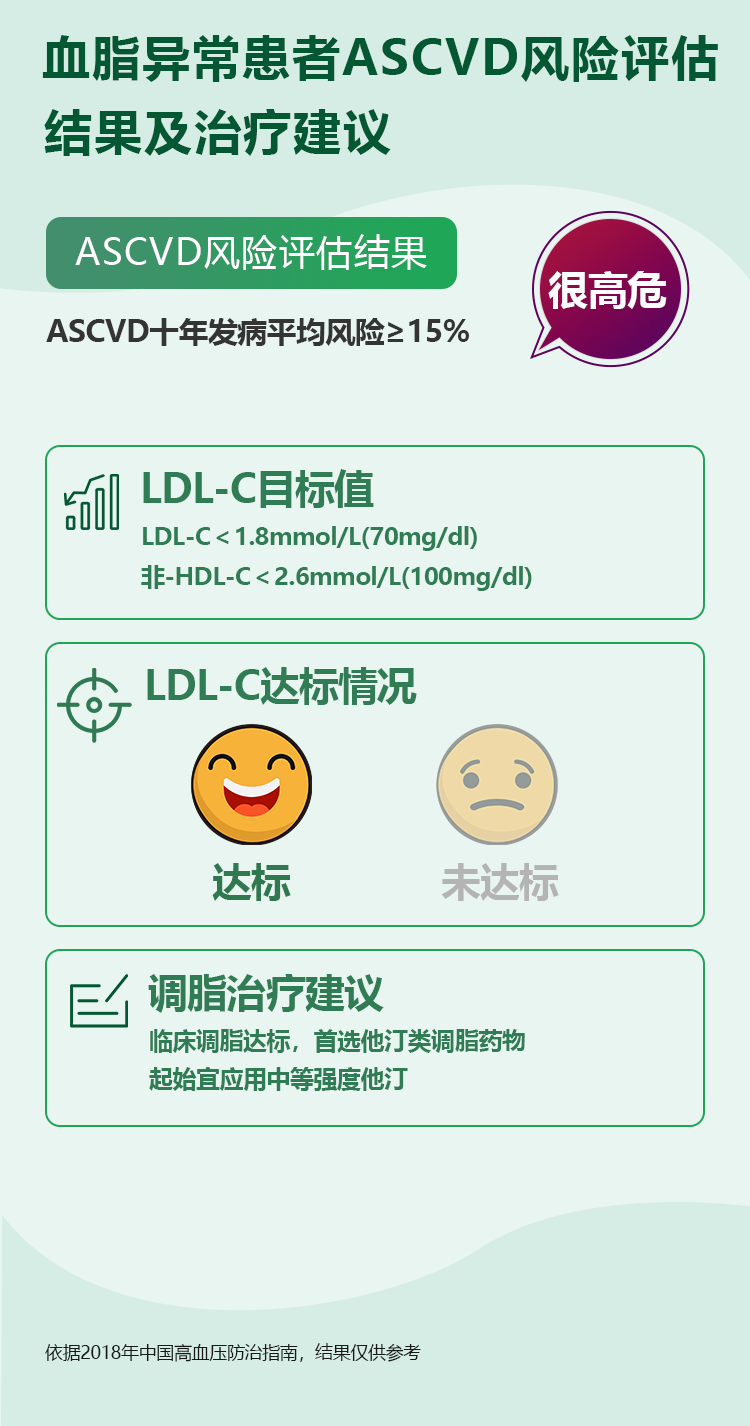 血脂异常患者ASCVD风险评估
结果及治疗建议
ASCVD风险评估结果
很高危
ASCVD十年发病平均风险≥15%
LDL-C目标值
LDL-C＜1.8mmol/L(70mg/dl)
非-HDL-C＜2.6mmol/L(100mg/dl)
LDL-C达标情况
达标
未达标
调脂治疗建议
临床调脂达标，首选他汀类调脂药物
起始宜应用中等强度他汀
依据2018年中国高血压防治指南，结果仅供参考